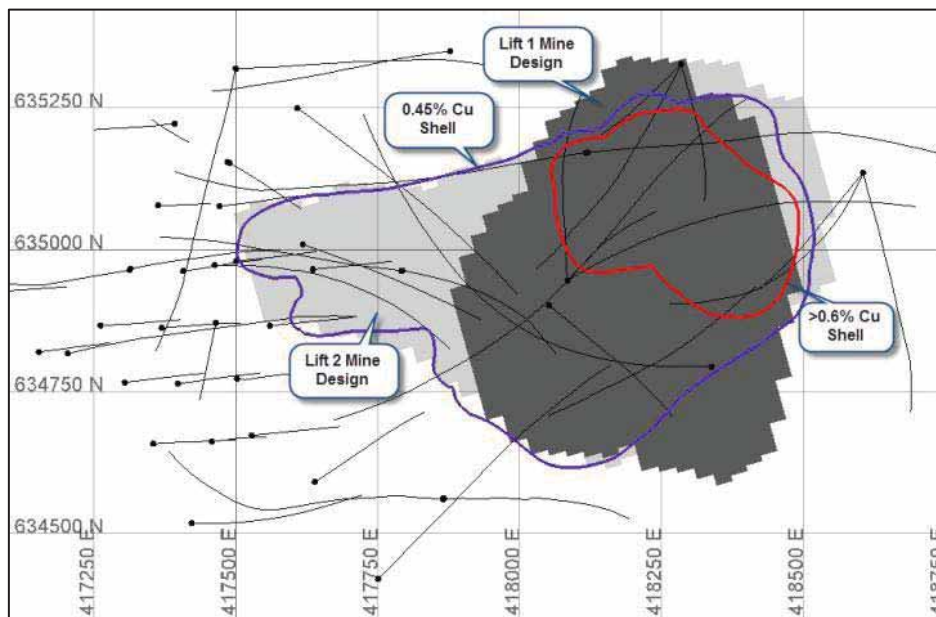 Lift 1 Mine
Design
635250 N
0.45% Cu
Shell
635000 N
>0.6% Cu
Shell
Lift 2 Mine
Design
634750 N
634500 N
417250 E
417500 E
417750 E
418000 E
418250 E
418500 E
418750 E